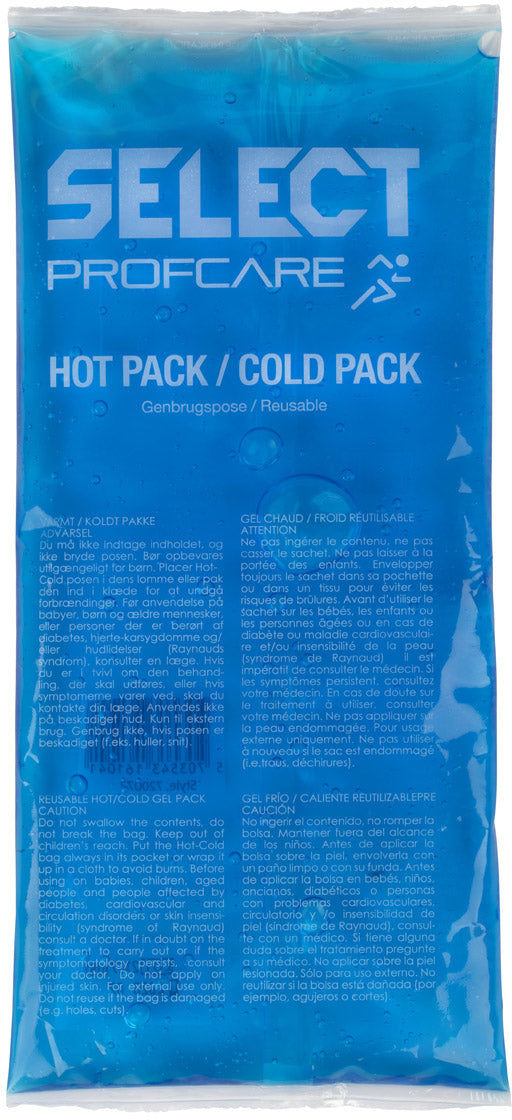 SELECT
PROFCARE
HOT PACK / COLD PACK
Genbrugspose / Reusable
VARMT / KOLDT PAKKE
ADVARSEL
Du må ikke indtage indholdet, og
ikke bryde posen. Bør opbevares
utilgængeligt for børn. Placer Hot-
Cold posen i dens lomme eller pak
den ind i klæde for at undgå
forbrændinger. Før anvendelse på
babyer, børn og ældre mennesker,
eller personer der er berørt af
diabetes, hjerte-karsygdomme og/
eller hudlidelser (Raynauds
syndrom), konsulter en læge. Hvis
du er i tvivl om den behand-
ling, der skal udføres, eller hvis
symptomerne varer ved skal du
kontakte din læge. Anvendes ikke
på beskadiget hud. Kun til ekstern
brug. Genbrug ikke, hvis posen er
beskadiget (f.eks. huller, snit).
GEL CHAUD / FROID RÉUTILISABLE
ATTENTION
Ne pas ingérer le contenu, ne pas
casser le sachet. Ne pas laisser à la
portée des enfants. Envelopper
toujours le sachet dans sa pochette
ou dans un tissu pour éviter les
risques de brûlures. Avant d'utiliser le
sachet sur les bébés, les enfants ou
les personnes âgées ou en cas de
diabète ou maladie cardiovasculai-
re et/ou insensibilité de la peau
(syndrome de Raynaud) il est
impératif de consulter le médecin. Si
les symptômes persistent, consultez
votre médecin. En cas de doute sur
le traitement à utiliser, consulter
votre médecin. Ne pas appliquer sur
la peau endommagée. Pour usage
externe uniquement. Ne pas utiliser
à nouveau si le sac est endommagé
(i.e.trous, déchirures).
5 703543 161041
Style: 720072
REUSABLE HOT/COLD GEL PACK
CAUTION
Do not swallow the contents, do
not break the bag. Keep out of
children's reach. Put the Hot-Cold
bag always in its pocket or wrap it
up in a cloth to avoid burns. Before
using on babies, children, aged
people and people affected by
diabetes, cardiovascular and
circulation disorders or skin insensi-
bility (syndrome of Raynaud)
consult a doctor. If in doubt on the
treatment to carry out or if the
symptomatology persists, consult
your doctor. Do not apply on
injured skin. For external use only.
Do not reuse if the bag is damaged
(e.g. holes, cuts).
GEL FRÍO / CALIENTE REUTILIZABLEPRE
CAUCIÓN
No ingerir el contenido, no romper la
bolsa. Mantener fuera del alcance
de los niños. Antes de aplicar la
bolsa sobre la piel, envolverla con
un paño limpo o con su funda. Antes
de aplicar la bolsa en bebés, niños,
ancianos, diabéticos o personas
con problemas cardiovasculares,
circulatorio y/o insensibilidad de
piel (síndrome de Raynaud), consul-
te con un médico. Si tiene alguna
duda sobre el tratamiento pregunte
a su médico. No aplicar sobre la piel
lesionada. Sólo para uso externo. No
reutilizar si la bolsa está dañada (por
ejemplo, agujeros o cortes).